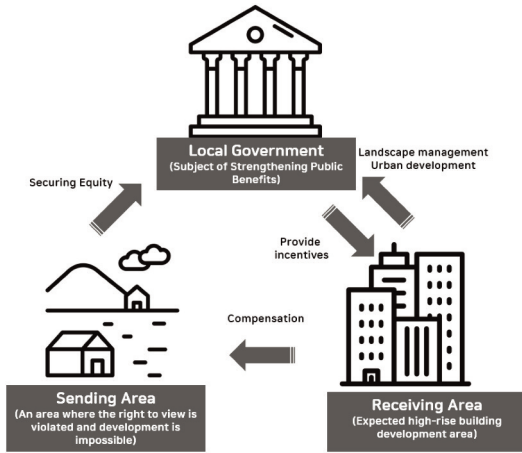 Local Government
(Subject of Strengthening Public
Benefits)
Landscape management
Urban development
Securing Equity
Provide
incentives
Compensation
Sending Area
(An area where the right to view is
violated and development is
impossible)
Receiving Area
(Expected high-rise building
development area)